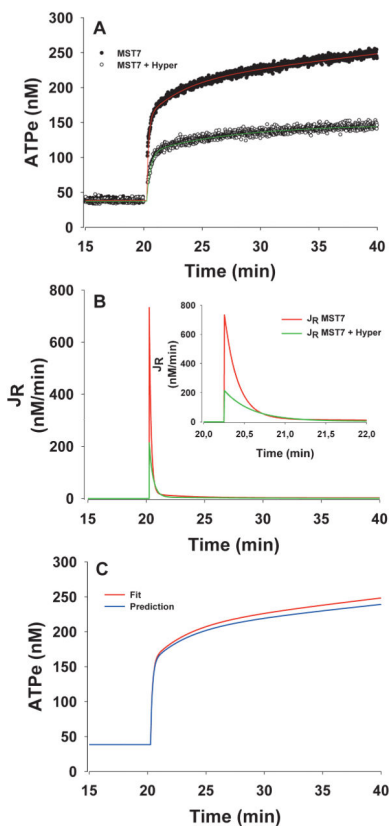 A
MST7
MST7 + Hyper
300
250
200
150
100
50
0
ATPe (nM)
15 20 25 30 35 40
Time (min)
B
800
600
400
200
0
JR
(nM/min)
800
600
400
200
0
JR
(nM/min)
JR MST7
JR MST7 + Hyper
20,0 20,5 21,0 21,5 22,0
Time (min)
15 20 25 30 35 40
Time (min)
C
Fit
Prediction
300
250
200
150
100
50
0
ATPe (nM)
15 20 25 30 35 40
Time (min)